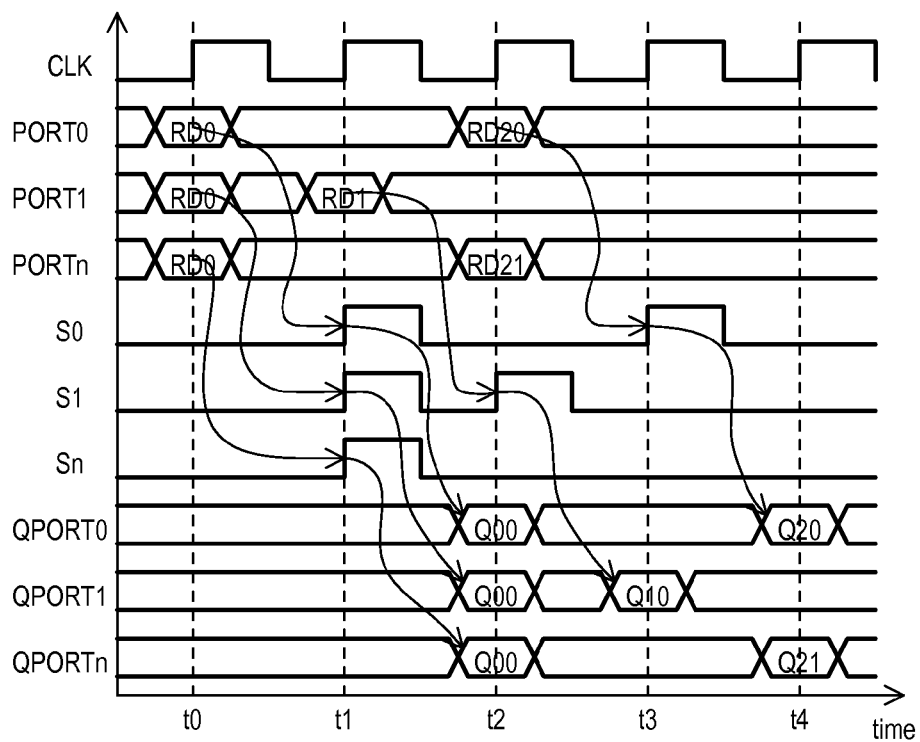 CLK
PORT0 RD0 RD20
PORT1 RD0 RD1
PORTn RD0 RD21
S0
S1
Sn
QPORT0 Q00 Q20
QPORT1 Q00 Q10
QPORTn Q00 Q21
t0 t1 t2 t3 t4
time